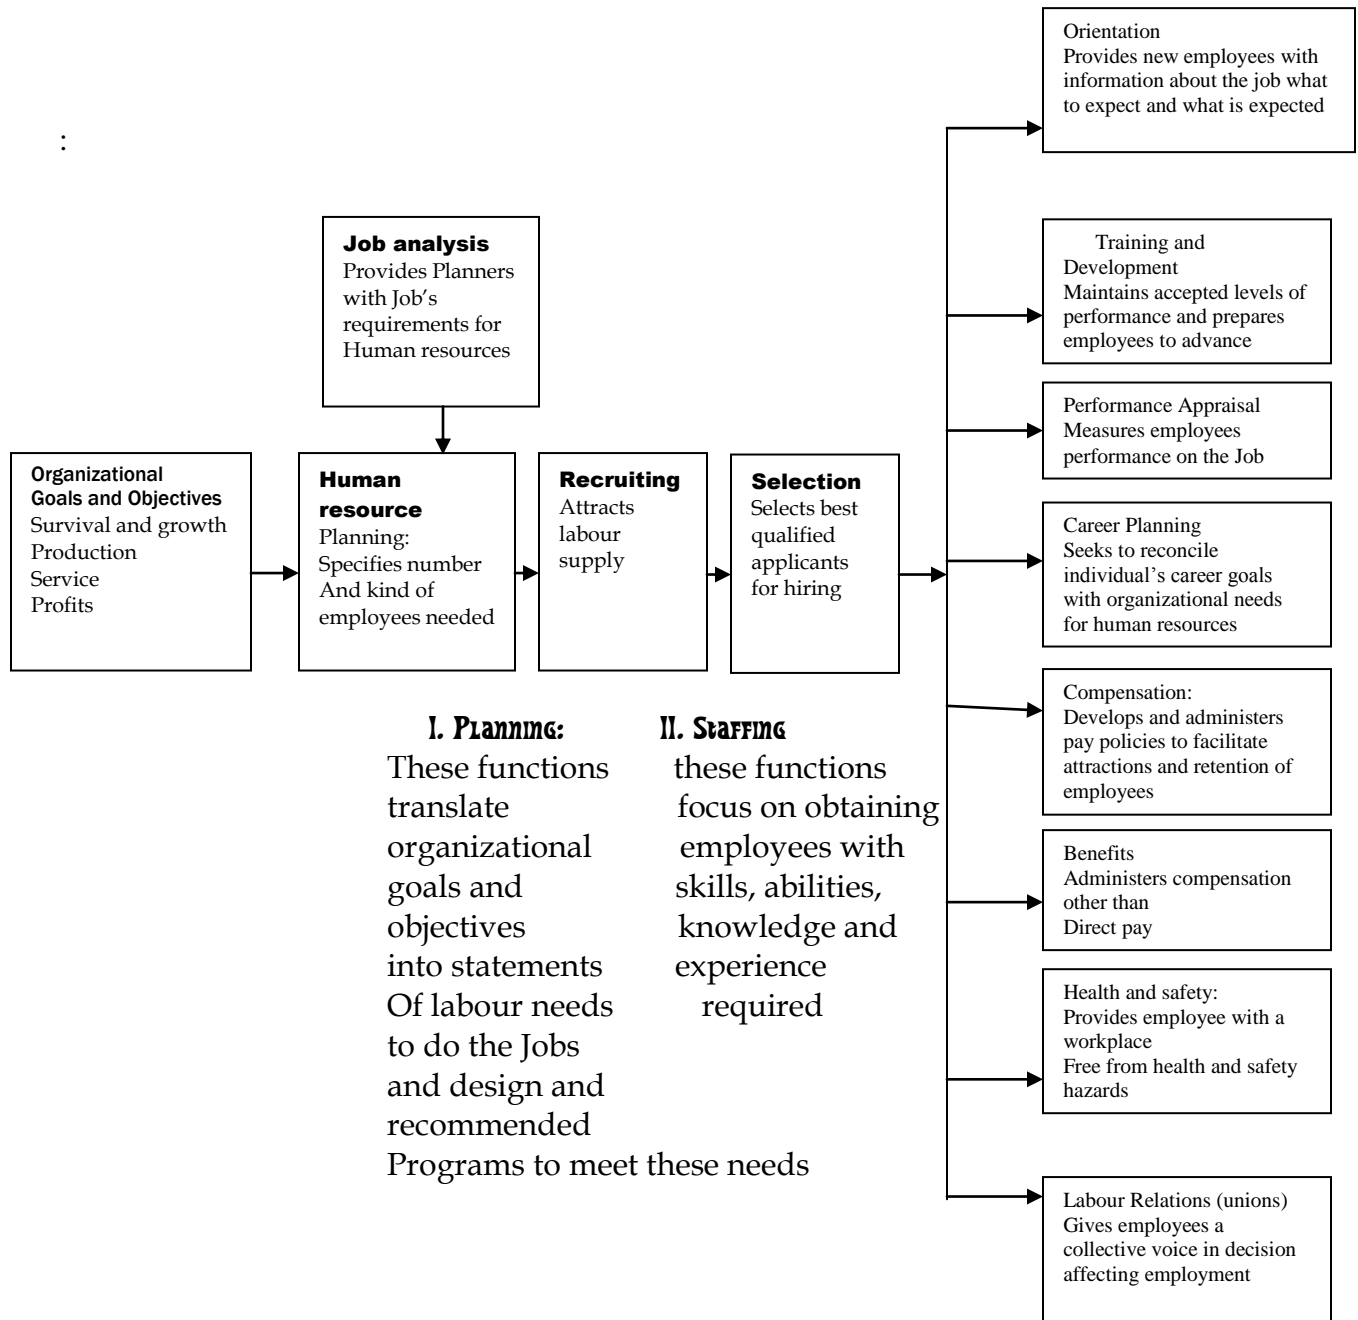 :
Job analysis
Provides Planners
with Job's
requirements for
Human resources
Organizational
Goals and Objectives
Survival and growth
Production
Service
Profits
Human
resource
Planning:
Specifies number
And kind of
employees needed
Recruiting
Attracts
labour
supply
Selection
Selects best
qualified
applicants
for hiring
I. Planning:
These functions
translate
organizational
goals and
objectives
into statements
Of labour needs
to do the Jobs
and design and
recommended
Programs to meet these needs
II. Staffing
these functions
focus on obtaining
employees with
skills, abilities,
knowledge and
experience
required
Orientation
Provides new employees with
information about the job what
to expect and what is expected
Training and
Development
Maintains accepted levels of
performance and prepares
employees to advance
Performance Appraisal
Measures employees
performance on the Job
Career Planning
Seeks to reconcile
individual's career goals
with organizational needs
for human resources
Compensation:
Develops and administers
pay policies to facilitate
attractions and retention of
employees
Benefits
Administers compensation
other than
Direct pay
Health and safety:
Provides employee with a
workplace
Free from health and safety
hazards
Labour Relations (unions)
Gives employees a
collective voice in decision
affecting employment